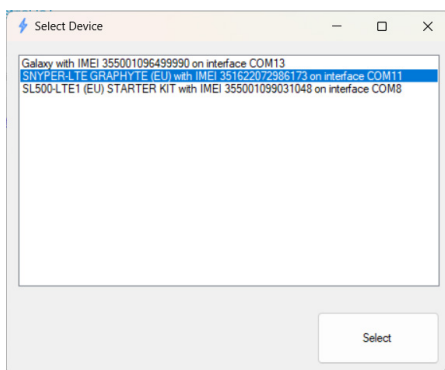 Select Device
Galaxy with IMEI 355001096499990 on interface COM13
SNYPER-LTE GRAPHYTE (EU) with IMEI 351622072986173 on interface COM11
SL500-LTE1 (EU) STARTER KIT with IMEI 355001099031048 on interface COM8
Select